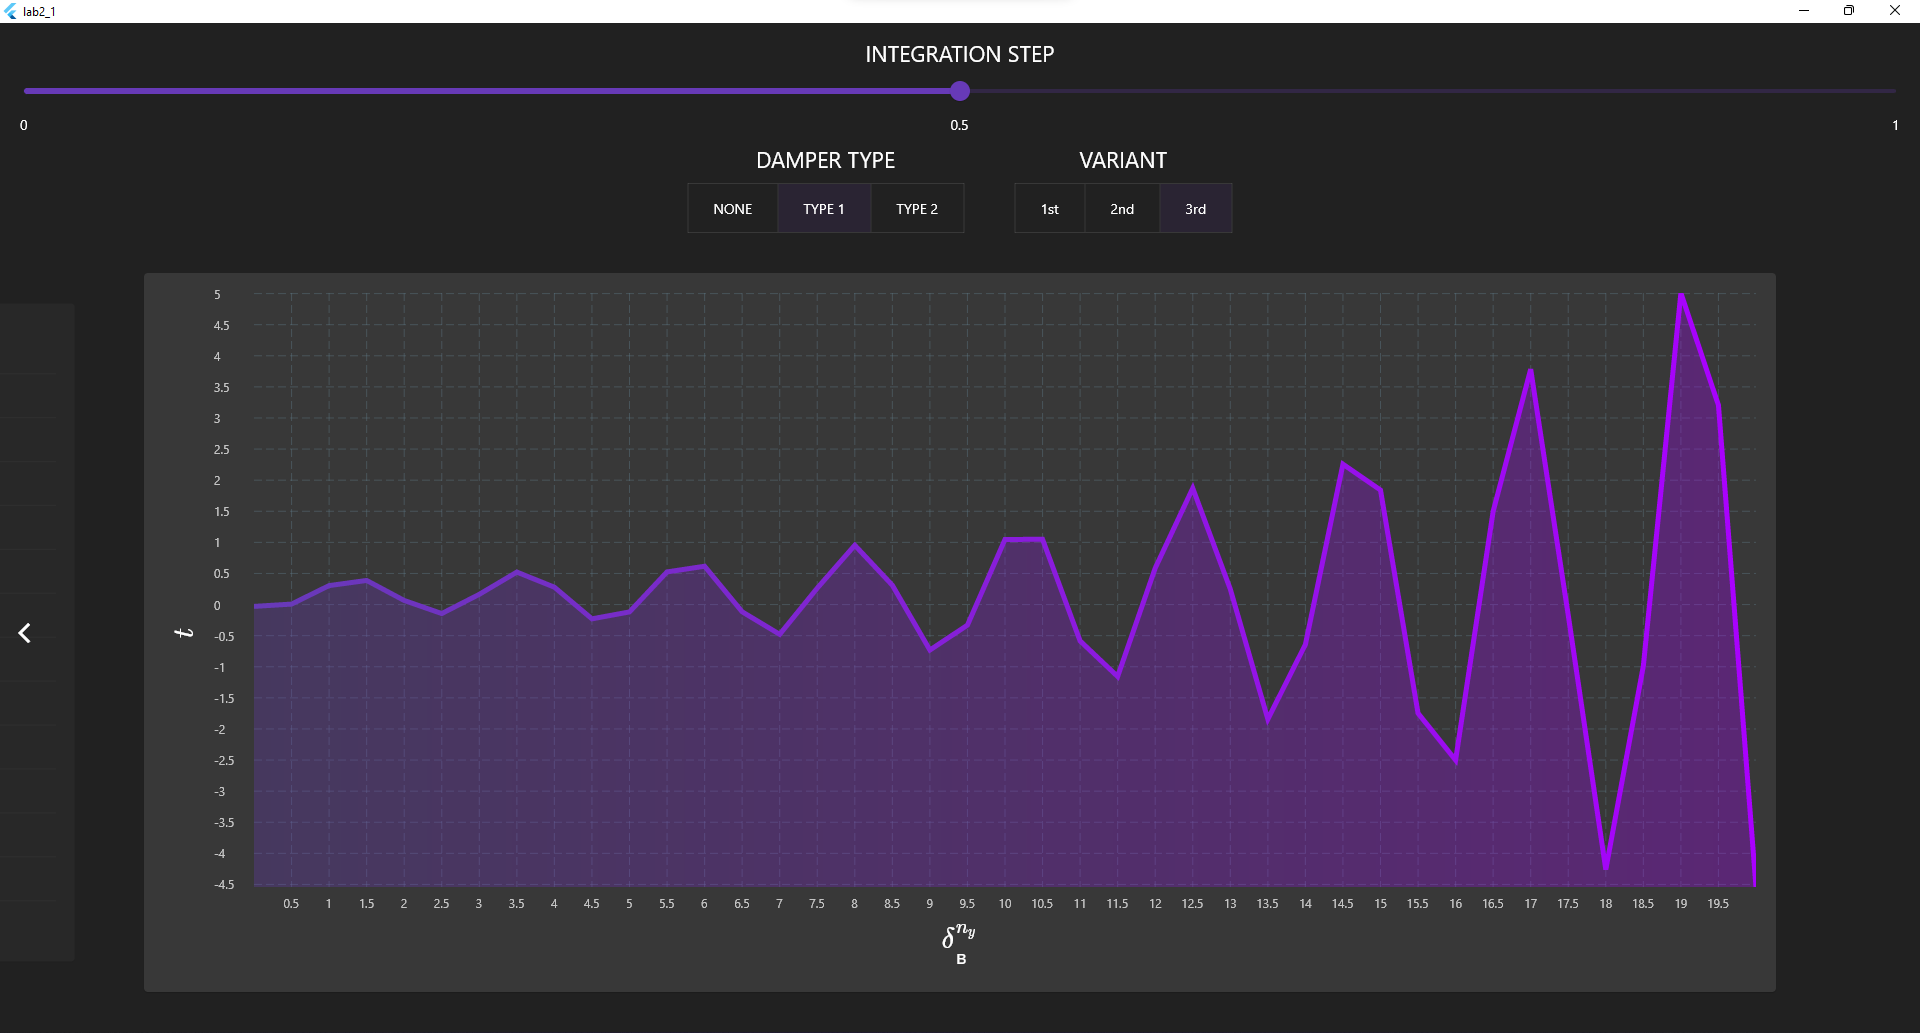 lab2_1
INTEGRATION STEP
0 0.5 1
DAMPER TYPE VARIANT
NONE TYPE 1 TYPE 2 1st 2nd 3rd
5
4.5
4
3.5
3
2.5
2
1.5
1
0.5
0
-0.5
-1
-1.5
-2
-2.5
-3
-3.5
-4
-4.5
t
0.5 1 1.5 2 2.5 3 3.5 4 4.5 5 5.5 6 6.5 7 7.5 8 8.5 9 9.5 10 10.5 11 11.5 12 12.5 13 13.5 14 14.5 15 15.5 16 16.5 17 17.5 18 18.5 19 19.5
δⁿʸ
B